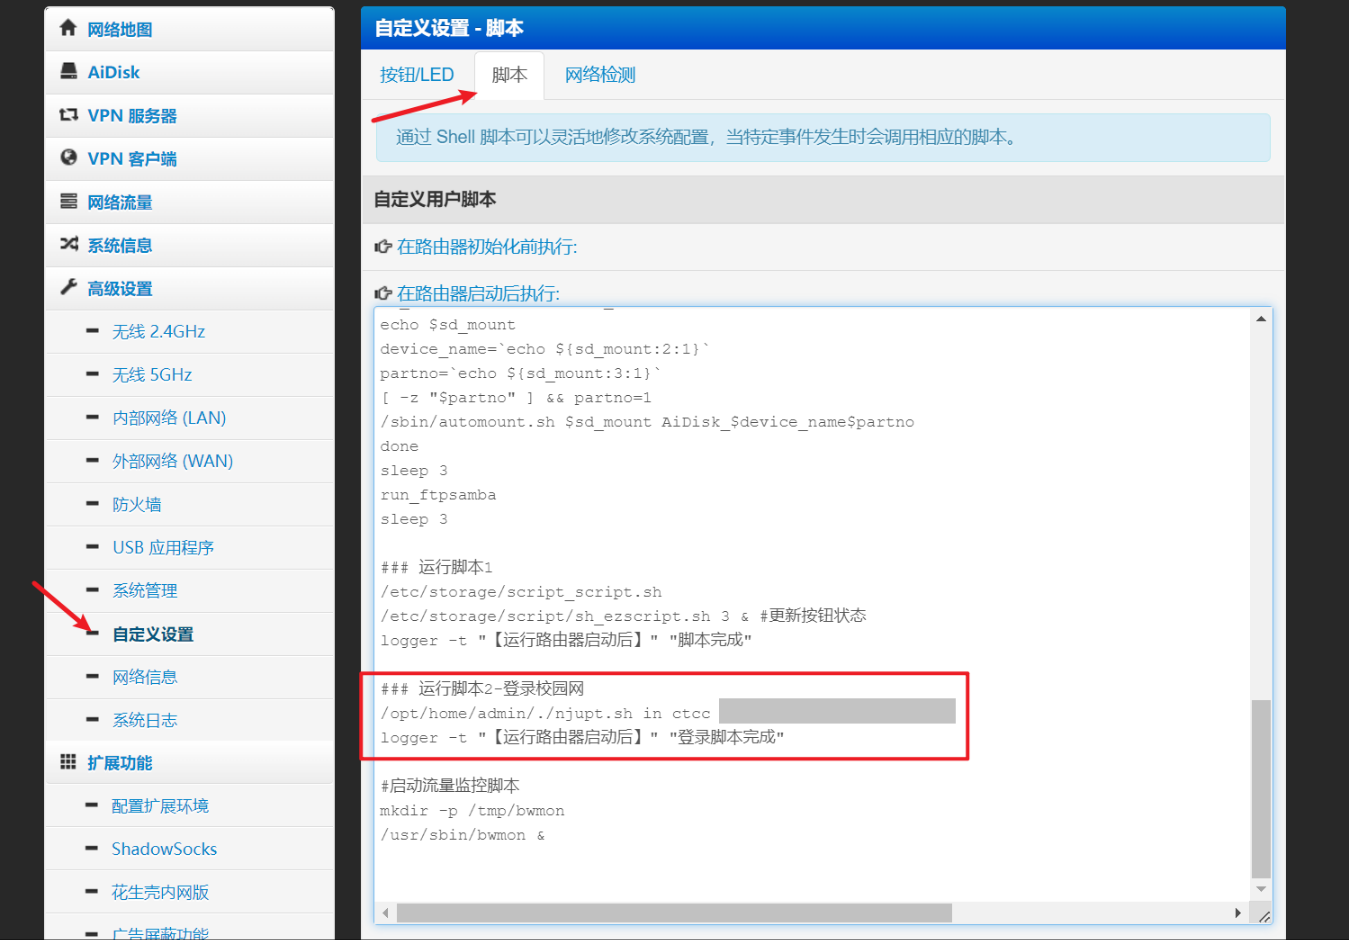 网络地图
AiDisk
VPN 服务器
VPN 客户端
网络流量
系统信息
高级设置
无线 2.4GHz
无线 5GHz
内部网络 (LAN)
外部网络 (WAN)
防火墙
USB 应用程序
系统管理
自定义设置
网络信息
系统日志
扩展功能
配置扩展环境
ShadowSocks
花生壳内网版
广告屏蔽功能
自定义设置 - 脚本
按钮/LED
脚本
网络检测
通过 Shell 脚本可以灵活地修改系统配置，当特定事件发生时会调用相应的脚本。
自定义用户脚本
在路由器初始化前执行:
在路由器启动后执行:
echo $sd_mount
device_name=`echo ${sd_mount:2:1}`
partno=`echo ${sd_mount:3:1}`
[ -z "$partno" ] && partno=1
/sbin/automount.sh $sd_mount AiDisk_$device_name$partno
done
sleep 3
run_ftpsamba
sleep 3
### 运行脚本1
/etc/storage/script_script.sh
/etc/storage/script/sh_ezscript.sh 3 & #更新按钮状态
logger -t "【运行路由器启动后】" "脚本完成"
### 运行脚本2-登录校园网
/opt/home/admin/./njupt.sh in ctcc
logger -t "【运行路由器启动后】" "登录脚本完成"
#启动流量监控脚本
mkdir -p /tmp/bwmon
/usr/sbin/bwmon &